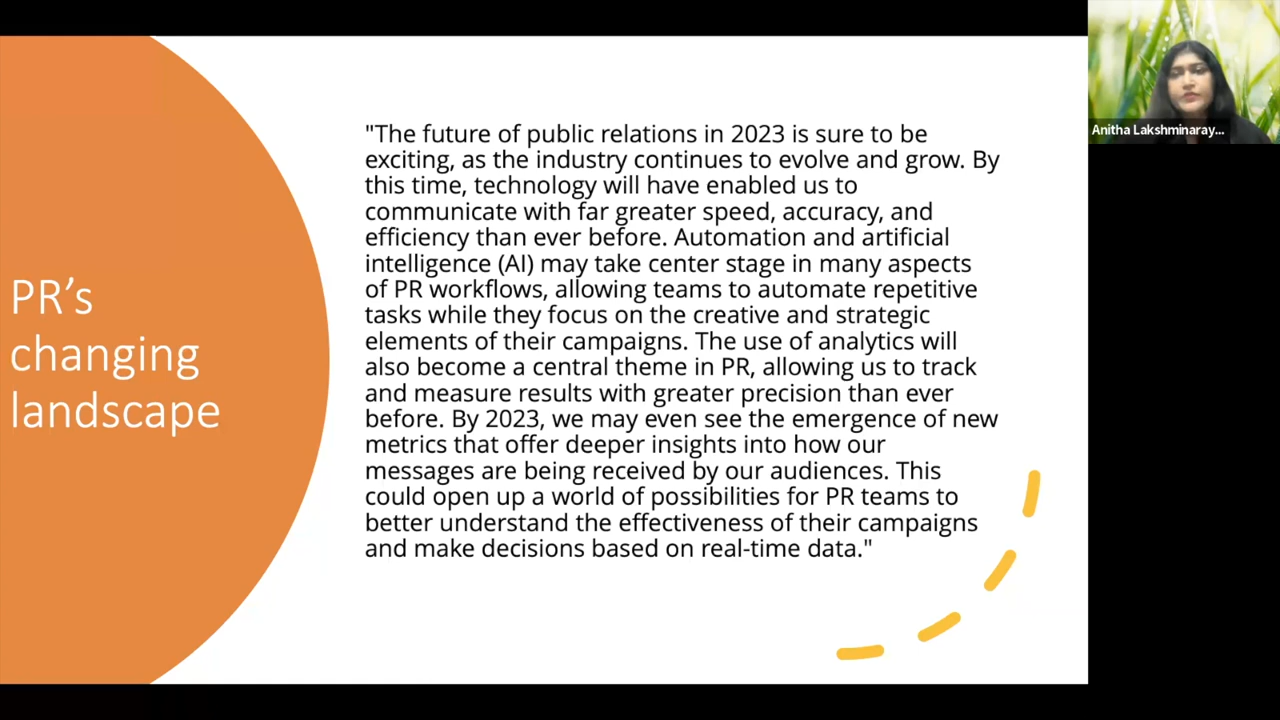 PR’s
changing
landscape
"The future of public relations in 2023 is sure to be
exciting, as the industry continues to evolve and grow. By
this time, technology will have enabled us to
communicate with far greater speed, accuracy, and
efficiency than ever before. Automation and artificial
intelligence (AI) may take center stage in many aspects
of PR workflows, allowing teams to automate repetitive
tasks while they focus on the creative and strategic
elements of their campaigns. The use of analytics will
also become a central theme in PR, allowing us to track
and measure results with greater precision than ever
before. By 2023, we may even see the emergence of new
metrics that offer deeper insights into how our
messages are being received by our audiences. This
could open up a world of possibilities for PR teams to
better understand the effectiveness of their campaigns
and make decisions based on real-time data."
Anitha Lakshminaray...